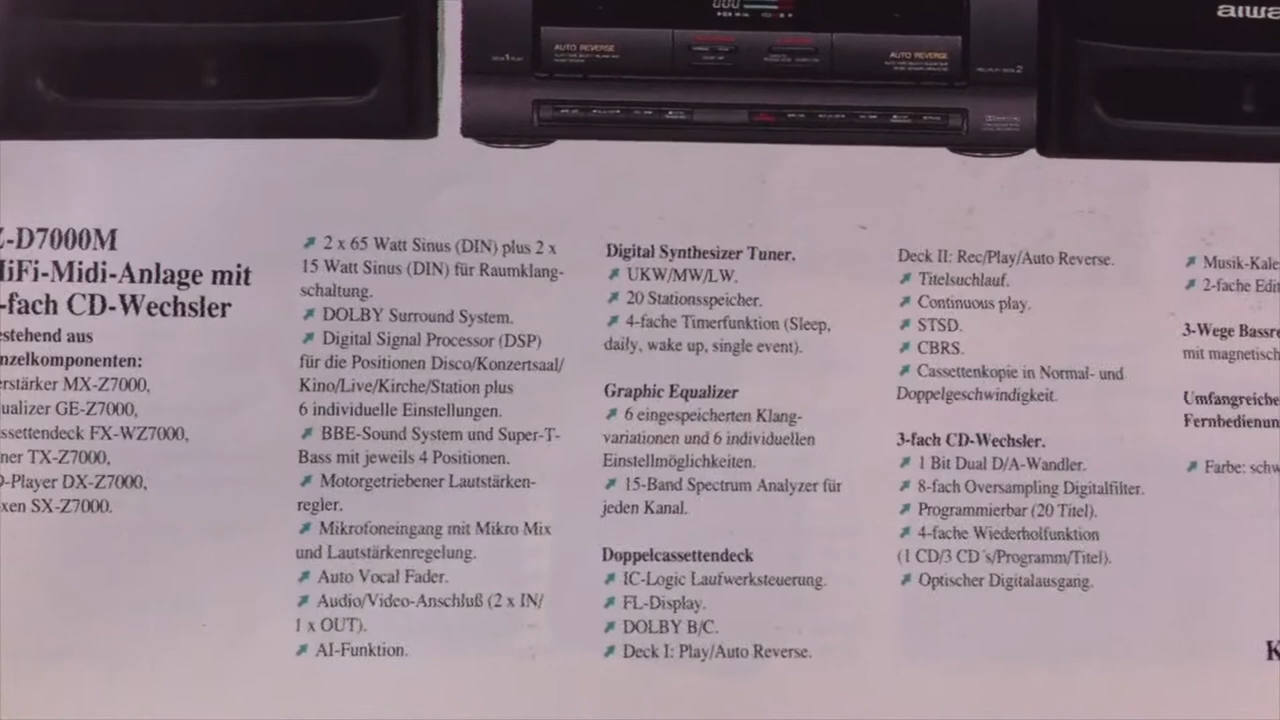 aiwa
AUTO REVERSE
AUTO REVERSE
Z-D7000M
HiFi-Midi-Anlage mit
-fach CD-Wechsler
estehend aus
nzelkomponenten:
erstärker MX-Z7000,
ualizer GE-Z7000,
ssettendeck FX-WZ7000,
ner TX-Z7000,
D-Player DX-Z7000,
xen SX-Z7000.
2 x 65 Watt Sinus (DIN) plus 2 x
15 Watt Sinus (DIN) für Raumklang-
schaltung.
DOLBY Surround System.
Digital Signal Processor (DSP)
für die Positionen Disco/Konzertsaal/
Kino/Live/Kirche/Station plus
6 individuelle Einstellungen.
BBE-Sound System und Super-T-
Bass mit jeweils 4 Positionen.
Motorgetriebener Lautstärken-
regler.
Mikrofoneingang mit Mikro Mix
und Lautstärkenregelung.
Auto Vocal Fader.
Audio/Video-Anschluß (2 x IN/
1 x OUT).
AI-Funktion.
Digital Synthesizer Tuner.
UKW/MW/LW.
20 Stationsspeicher.
4-fache Timerfunktion (Sleep,
daily, wake up, single event).
Graphic Equalizer
6 eingespeicherten Klang-
variationen und 6 individuellen
Einstellmöglichkeiten.
15-Band Spectrum Analyzer für
jeden Kanal.
Doppelcassettendeck
IC-Logic Laufwerksteuerung.
FL-Display.
DOLBY B/C.
Deck I: Play/Auto Reverse.
Deck II: Rec/Play/Auto Reverse.
Titelsuchlauf.
Continuous play.
STSD.
CBRS.
Cassettenkopie in Normal- und
Doppelgeschwindigkeit.
3-fach CD-Wechsler.
1 Bit Dual D/A-Wandler.
8-fach Oversampling Digitalfilter.
Programmierbar (20 Titel).
4-fache Wiederholfunktion
(1 CD/3 CD´s/Programm/Titel).
Optischer Digitalausgang.
Musik-Kale
2-fache Edit
3-Wege Bassre
mit magnetisch
Umfangreiche
Fernbedienun
Farbe: schw
K